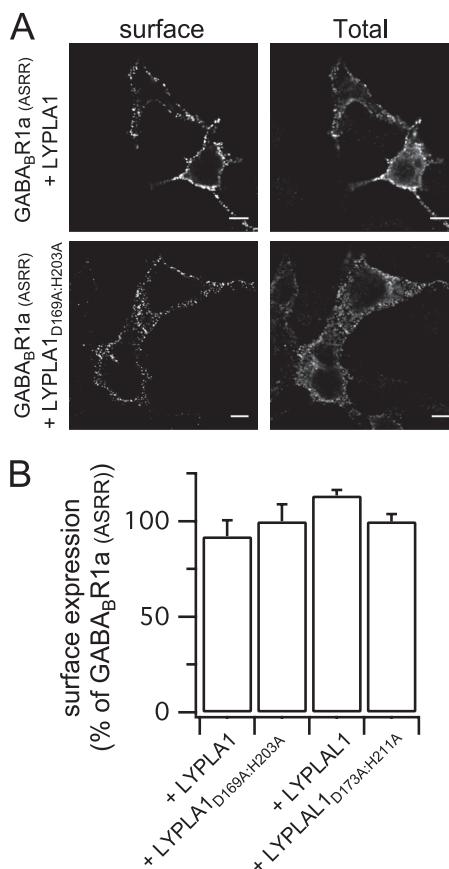 A
surface Total
GABABR1a (ASRR)
+ LYPLA1
GABABR1a (ASRR)
+ LYPLA1D169A:H203A
B
surface expression
(% of GABABR1a (ASRR))
100
50
0
+ LYPLA1
+ LYPLA1D169A:H203A
+ LYPLAL1
+ LYPLAL1D173A:H211A